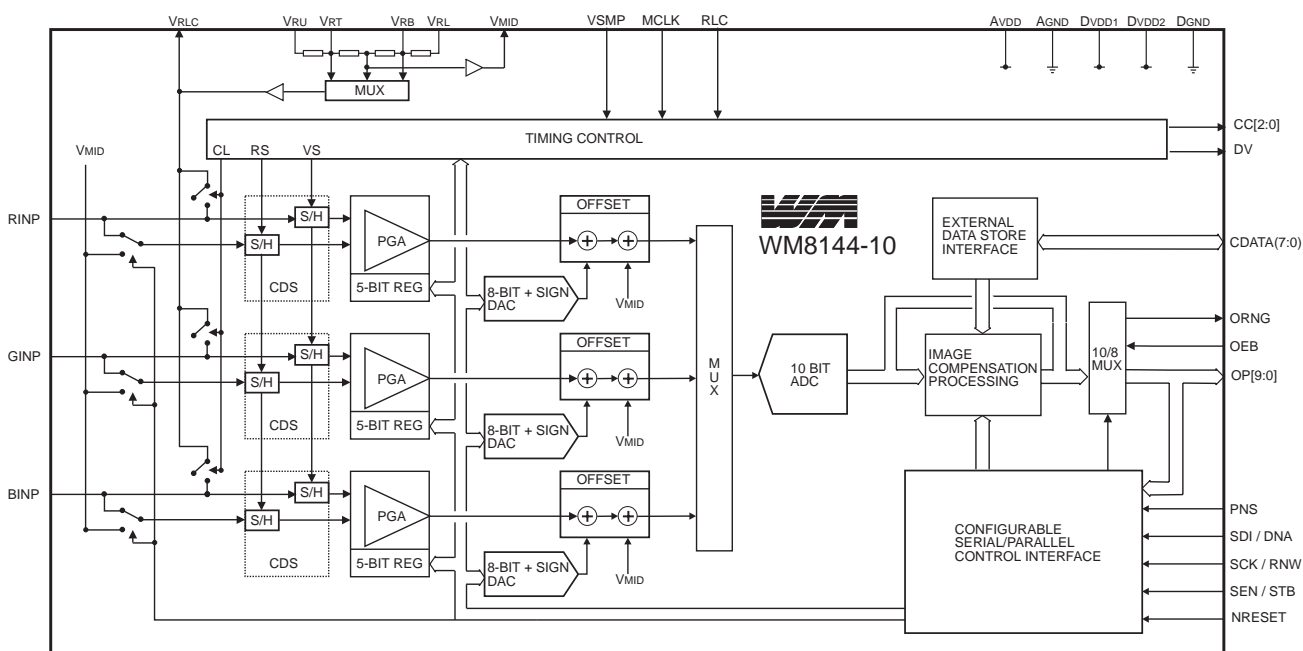 VRLC VRU VRT VRB VRL VMID VSMP MCLK RLC AVDD AGND DVDD1 DVDD2 DGND
MUX
TIMING CONTROL
CL RS VS
VMID
CC[2:0]
DV
RINP
S/H
S/H
CDS
PGA
5-BIT REG
OFFSET
+ +
8-BIT + SIGN
DAC
VMID
WM
WM8144-10
EXTERNAL
DATA STORE
INTERFACE
CDATA(7:0)
GINP
S/H
S/H
CDS
PGA
5-BIT REG
OFFSET
+ +
8-BIT + SIGN
DAC
VMID
M
U
X
10 BIT
ADC
IMAGE
COMPENSATION
PROCESSING
10/8
MUX
ORNG
OEB
OP[9:0]
BINP
S/H
S/H
CDS
PGA
5-BIT REG
OFFSET
+ +
8-BIT + SIGN
DAC
VMID
CONFIGURABLE
SERIAL/PARALLEL
CONTROL INTERFACE
PNS
SDI / DNA
SCK / RNW
SEN / STB
NRESET